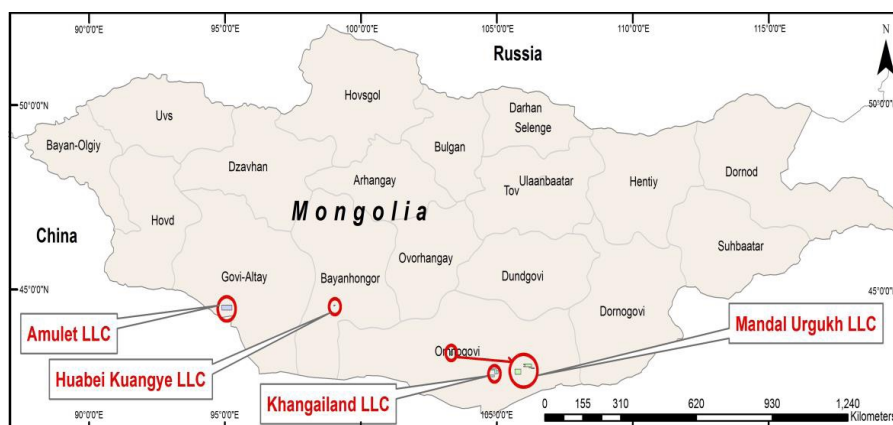 90°0'0"E
95°0'0"E
100°0'0"E
105°0'0"E
110°0'0"E
115°0'0"E
Russia
N
50°0'0"N
50°0'0"N
Hovsgol
Uvs
Darhan
Selenge
Bayan-Olgiy
Bulgan
Dzavhan
Arhangay
Ulaanbaatar
Tov
Hentiy
Dornod
Mongolia
Hovd
China
Ovorhangay
Suhbaatar
Govi-Altay
Bayanhongor
Dundgovi
45°0'0"N
45°0'0"N
Dornogovi
Amulet LLC
Mandal Urgukh LLC
Omnogovi
Huabei Kuangye LLC
Khangailand LLC
90°0'0"E
95°0'0"E
105°0'0"E
0
155
310
620
930
1,240
Kilometers